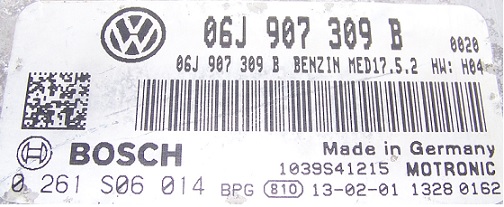 06J 907 309 B 0020
06J 907 309 B BENZIN MED17.5.2 HW: H04
BOSCH Made in Germany
1039S41215 MOTRONIC
0 261 S06 014 BPG 810 13-02-01 1328 0162